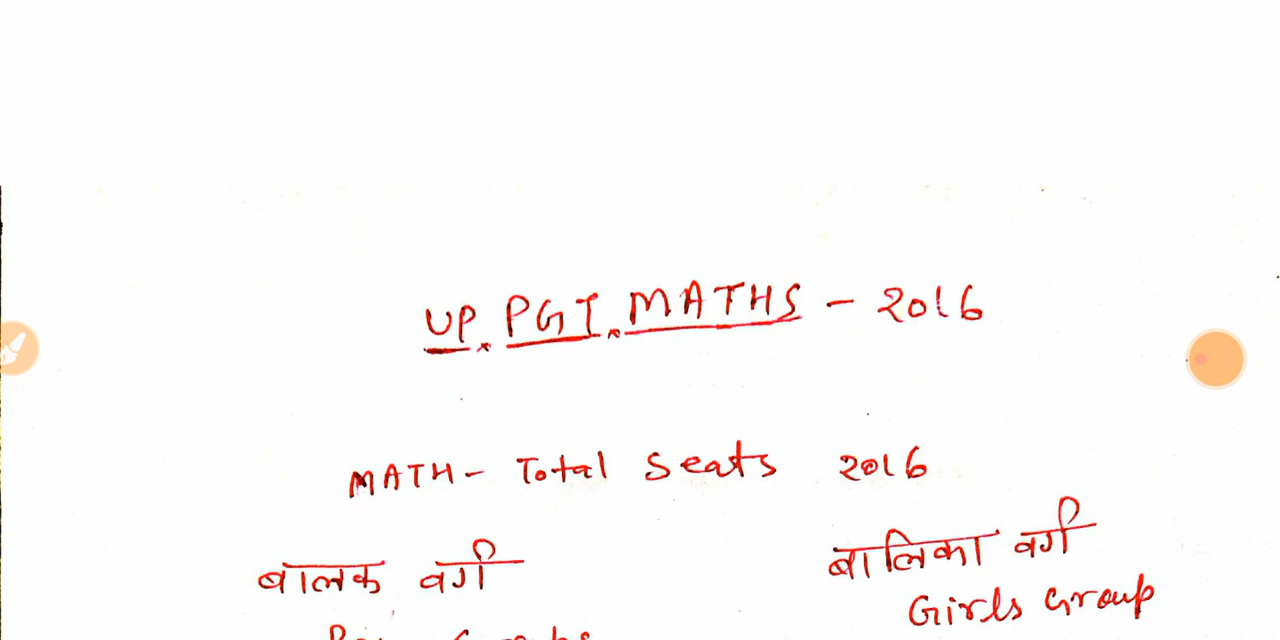 UP. PGT. MATHS - 2016
MATH- Total Seats 2016
बालक वर्ग बालिका वर्ग
Girls Group